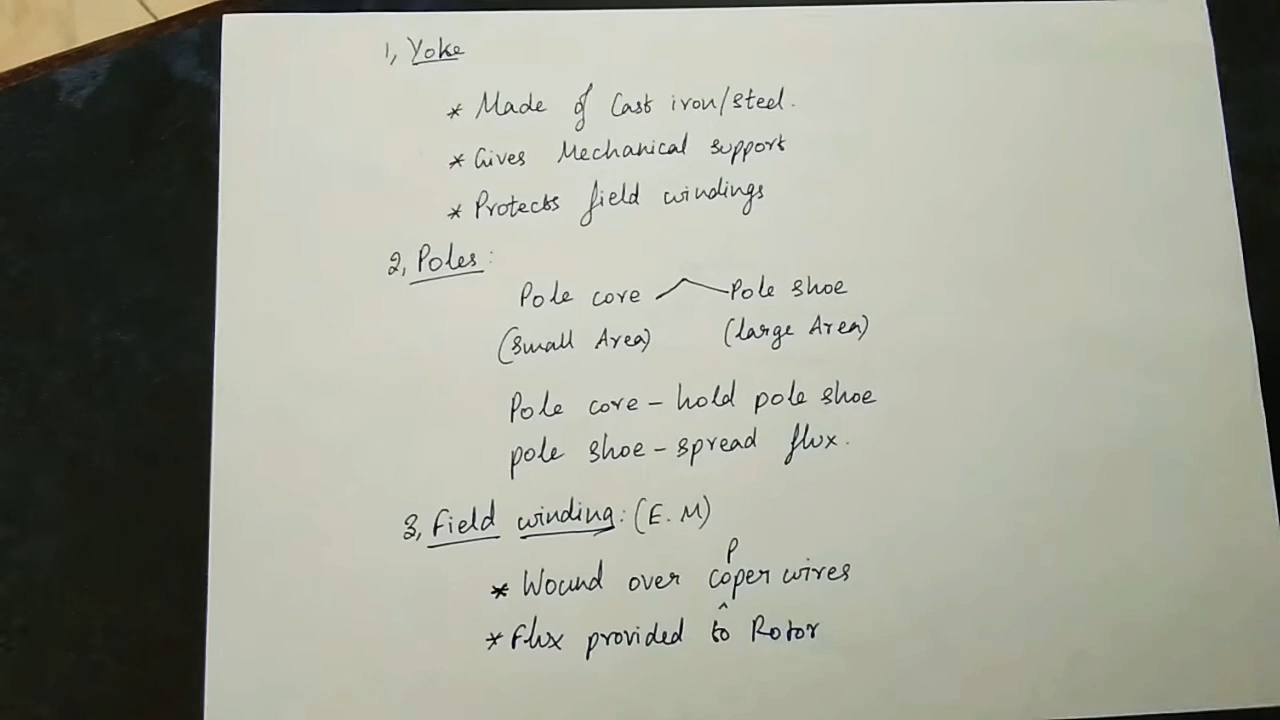 1, Yoke
* Made of Cast iron/steel.
* Gives Mechanical support
* Protects field windings
2, Poles:
Pole core Pole shoe
(small Area) (large Area)
Pole core - hold pole shoe
pole shoe - spread flux.
3, Field winding: (E.M)
* Wound over copper wires
* Flux provided to Rotor